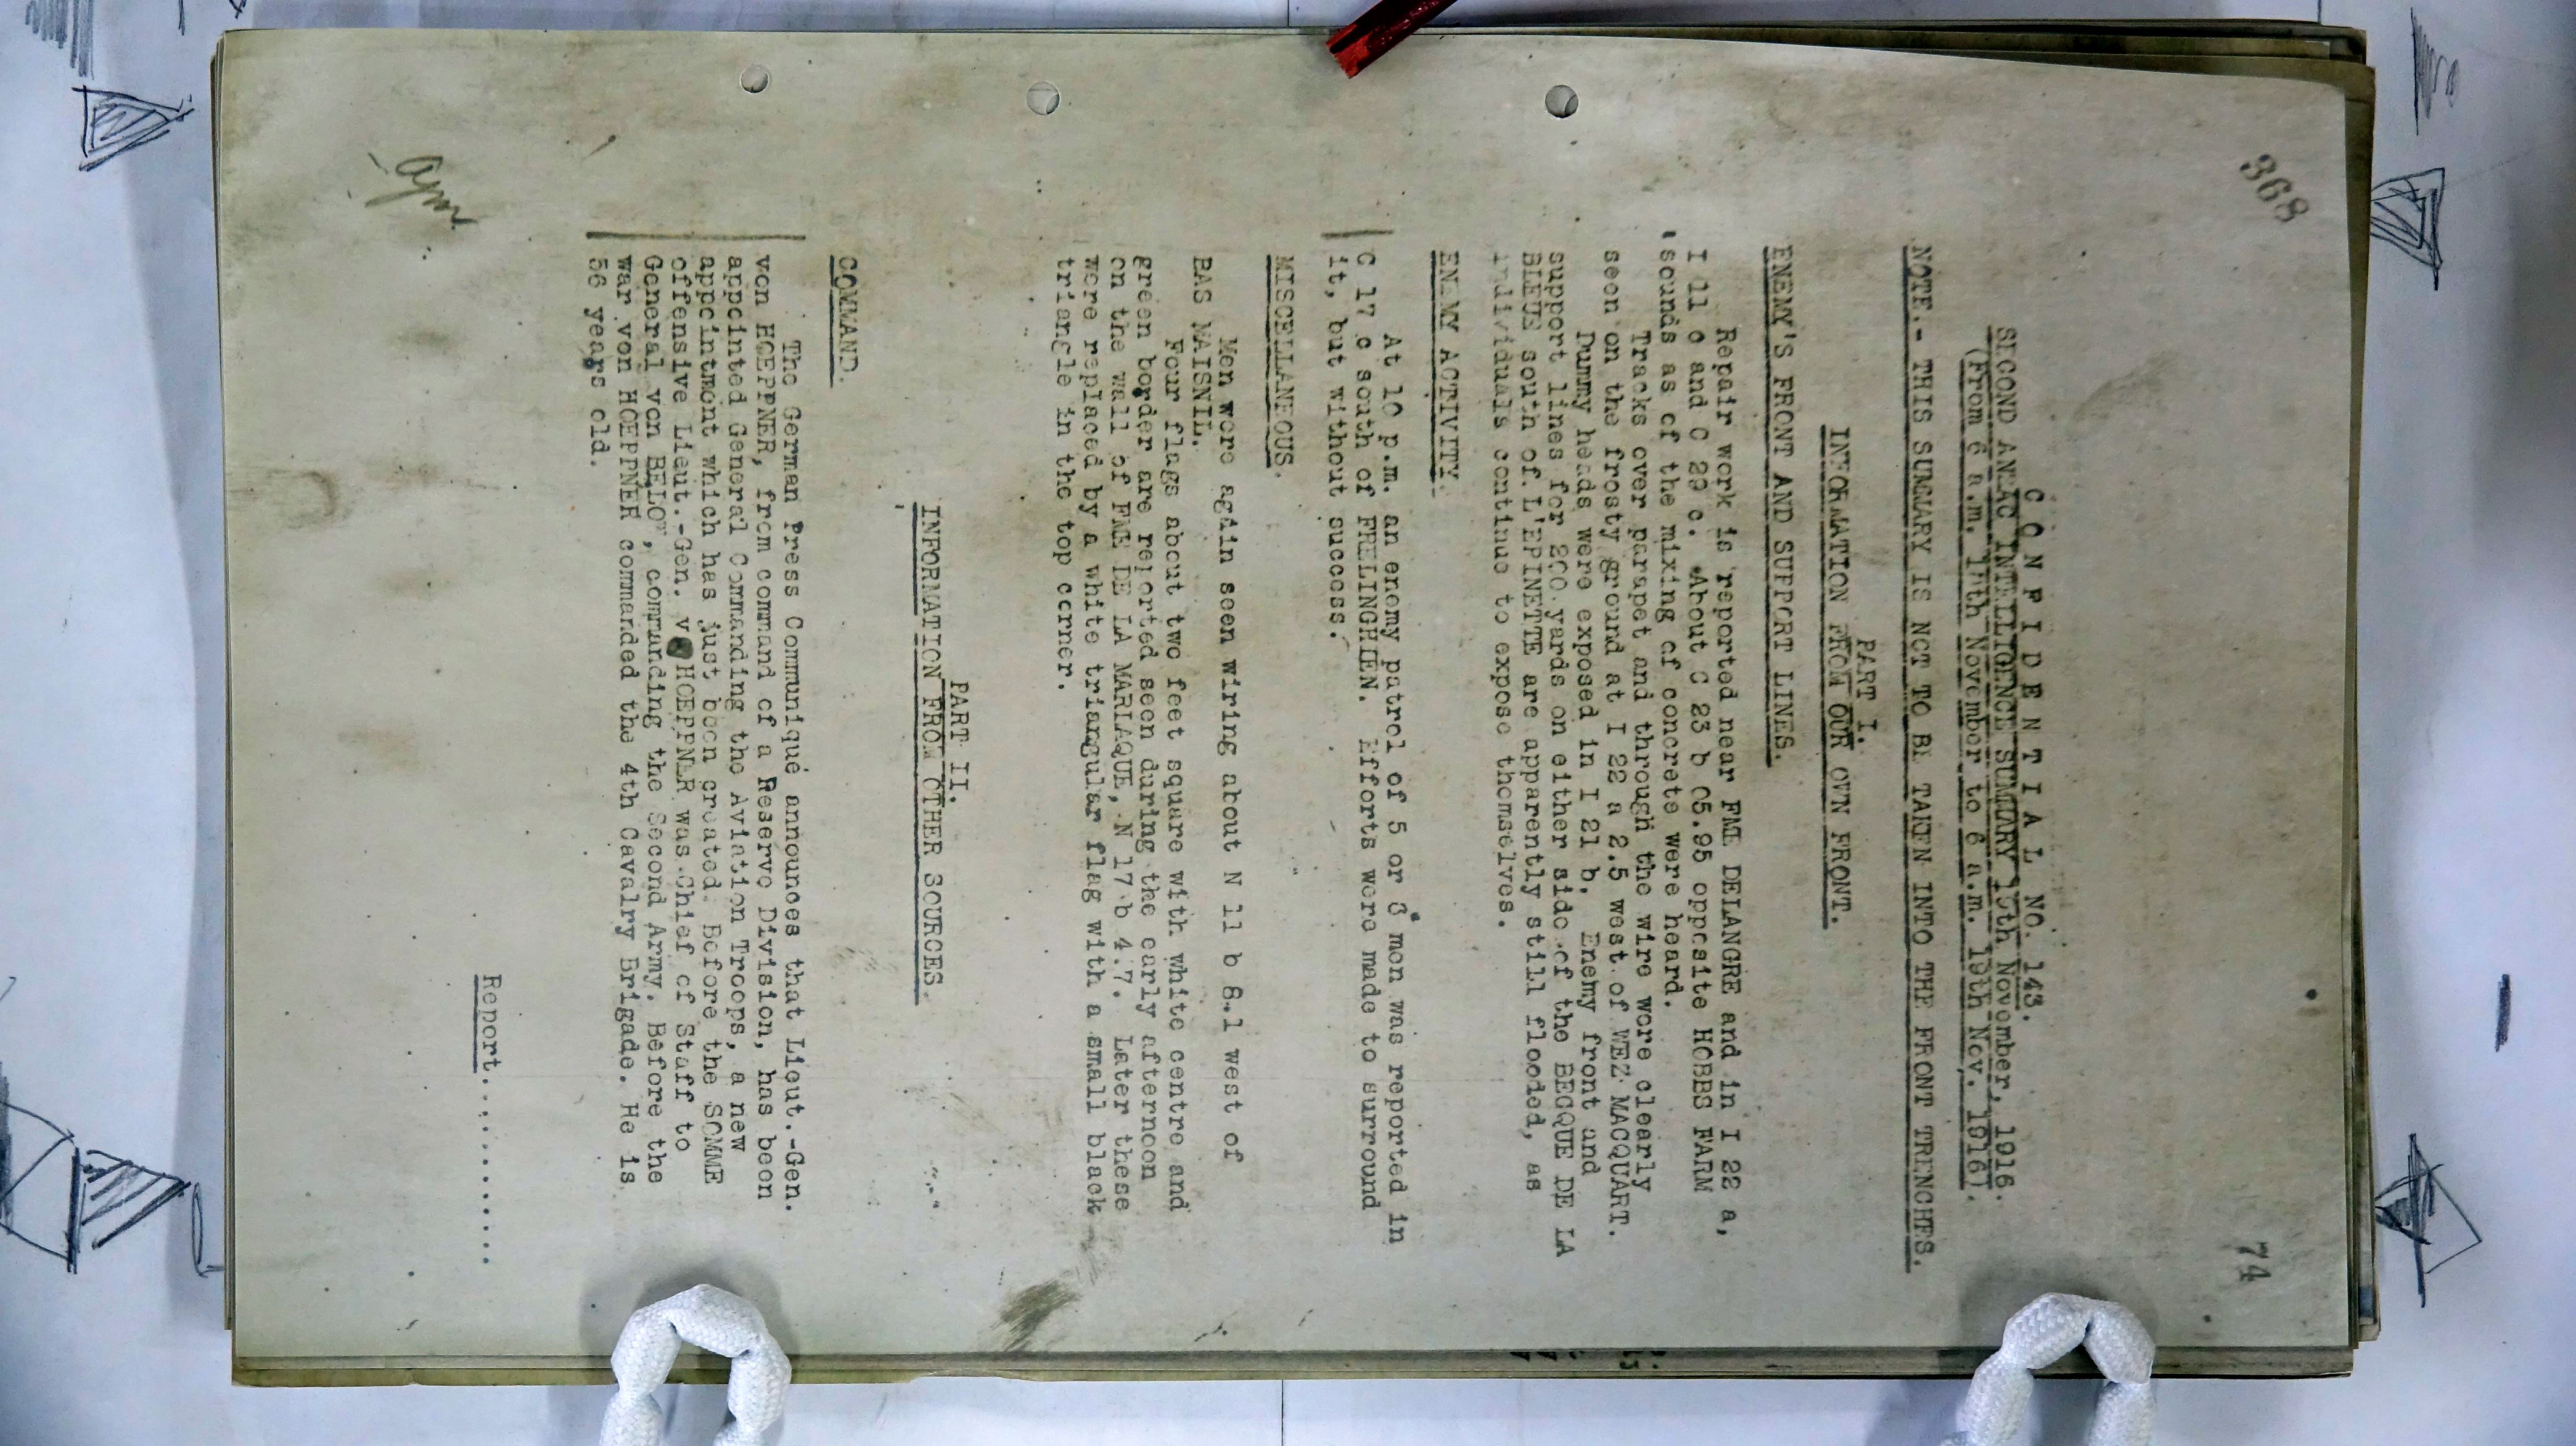 368
74
C O N F I D E N T I A L NO. 143.
SECOND ANZAC INTELLIGENCE SUMMARY 19th November, 1916.
(From 6 a.m. 18th November to 6 a.m. 19th Nov. 1916).
NOTE.- THIS SUMMARY IS NOT TO BE TAKEN INTO THE FRONT TRENCHES.
PART I.
INFORMATION FROM OUR OWN FRONT.
ENEMY'S FRONT AND SUPPORT LINES.
Repair work is reported near FME DELANGRE and in I 22 a,
I 11 c and C 29 c. About C 23 b 05.95 opposite HOBBS FARM
sounds as of the mixing of concrete were heard.
Tracks over parapet and through the wire were clearly
seen on the frosty ground at I 22 a 2.5 west of WEZ MACQUART.
Dummy heads were exposed in I 21 b. Enemy front and
support lines for 200 yards on either side of the BECQUE DE LA
BLEUE south of L'EPINETTE are apparently still flooded, as
individuals continue to expose themselves.
ENEMY ACTIVITY.
At 10 p.m. an enemy patrol of 5 or 6 men was reported in
C 17 c south of FRELINGHIEN. Efforts were made to surround
it, but without success.
MISCELLANEOUS.
Men were again seen wiring about N 11 b 8.1 west of
BAS MAISNIL.
Four flags about two feet square with white centre and
green border are reported seen during the early afternoon
on the wall of FME DE LA MARLAQUE, N 17 b 4.7. Later these
were replaced by a white triangular flag with a small black
triangle in the top corner.
PART II.
INFORMATION FROM OTHER SOURCES.
COMMAND.
The German Press Communiqué announces that Lieut.-Gen.
von HOEPPNER, from command of a Reserve Division, has been
appointed General Commanding the Aviation Troops, a new
appointment which has just been created. Before the SOMME
offensive Lieut.-Gen. v HOEPPNER was Chief of Staff to
General von BELOW, commanding the Second Army. Before the
war von HOEPPNER commanded the 4th Cavalry Brigade. He is
56 years old.
Report..........